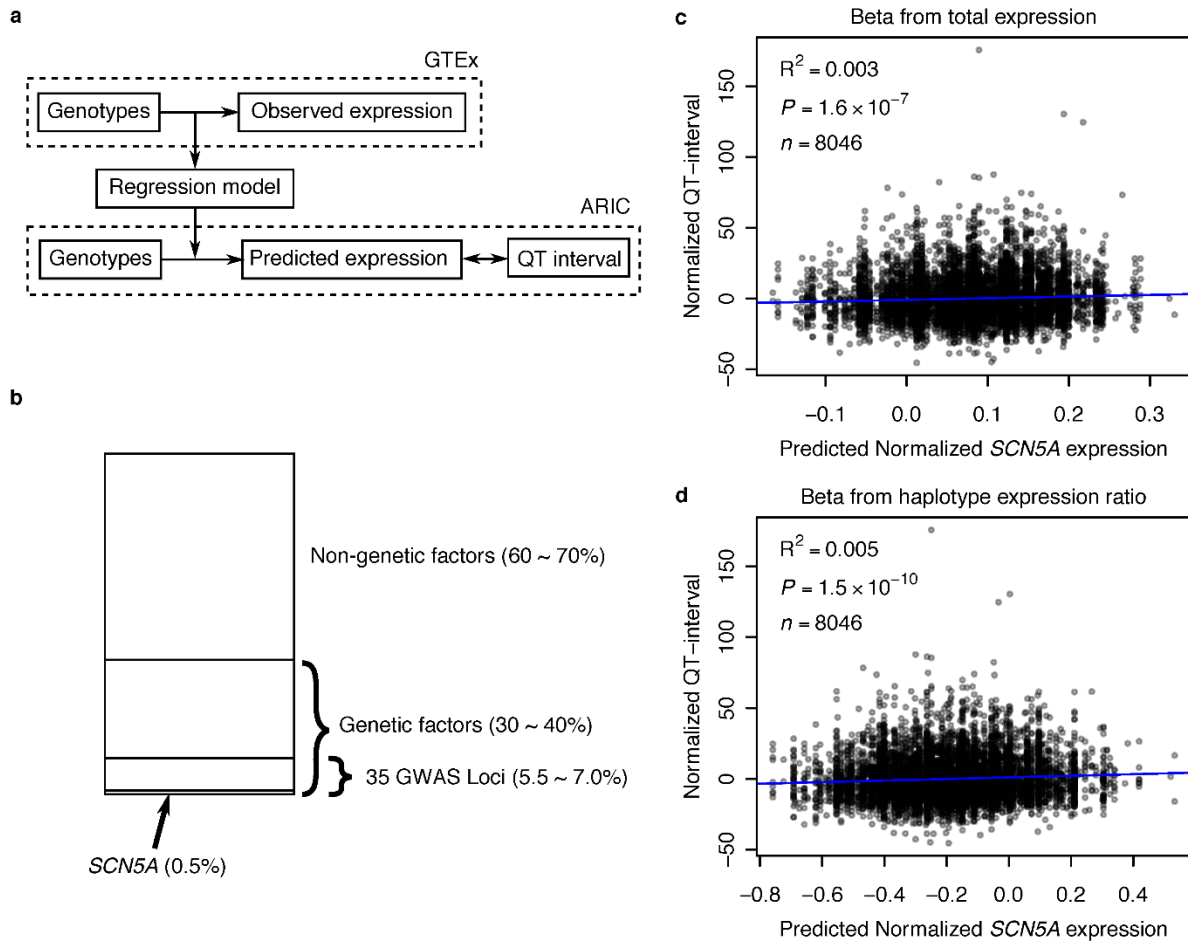 a
GTEx
Genotypes
Observed expression
Regression model
ARIC
Genotypes
Predicted expression
QT interval
b
Non-genetic factors (60 ~ 70%)
Genetic factors (30 ~ 40%)
35 GWAS Loci (5.5 ~ 7.0%)
SCN5A (0.5%)
c
Beta from total expression
R² = 0.003
P = 1.6 × 10⁻⁷
n = 8046
Normalized QT−interval
150
100
50
0
−50
−0.1 0.0 0.1 0.2 0.3
Predicted Normalized SCN5A expression
d
Beta from haplotype expression ratio
R² = 0.005
P = 1.5 × 10⁻¹⁰
n = 8046
Normalized QT−interval
150
100
50
0
−50
−0.8 −0.6 −0.4 −0.2 0.0 0.2 0.4
Predicted Normalized SCN5A expression